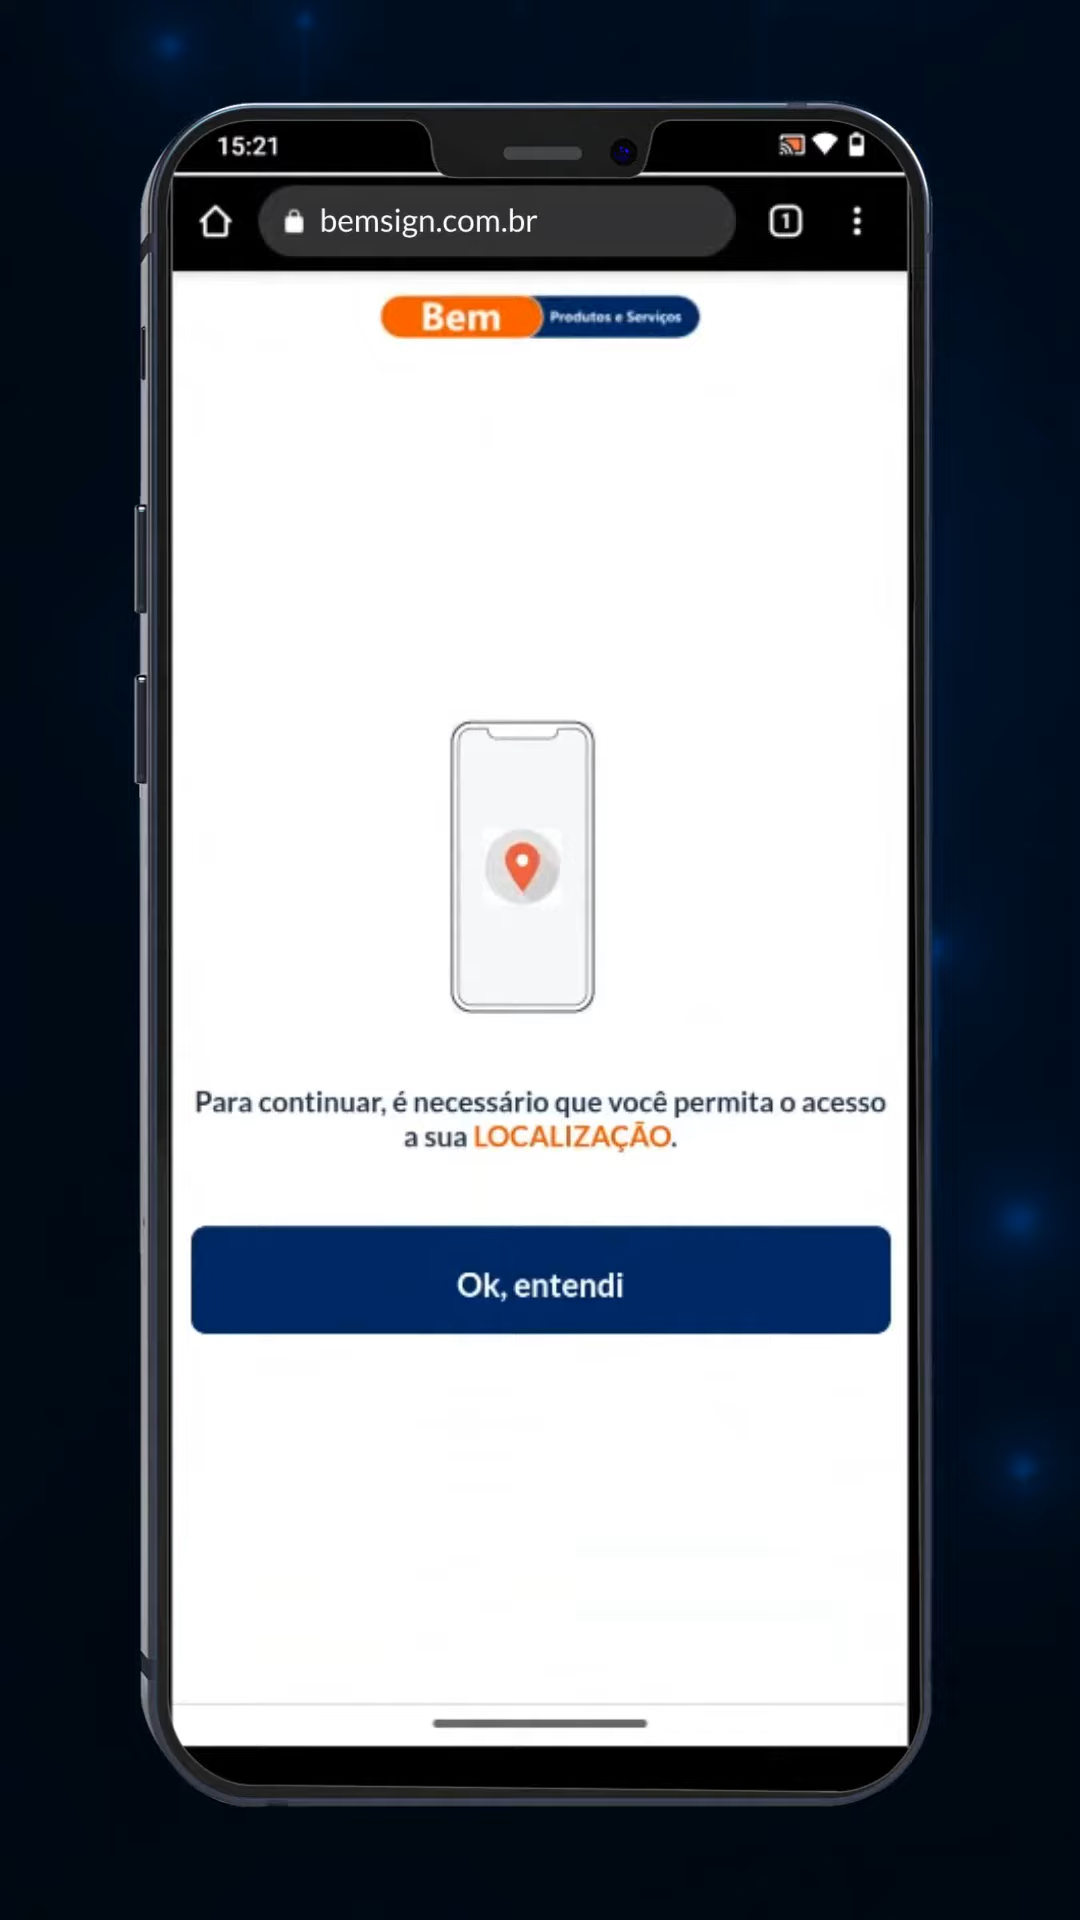 15:21
bemsign.com.br
1
Bem Produtos e Serviços
Para continuar, é necessário que você permita o acesso
a sua LOCALIZAÇÃO.
Ok, entendi